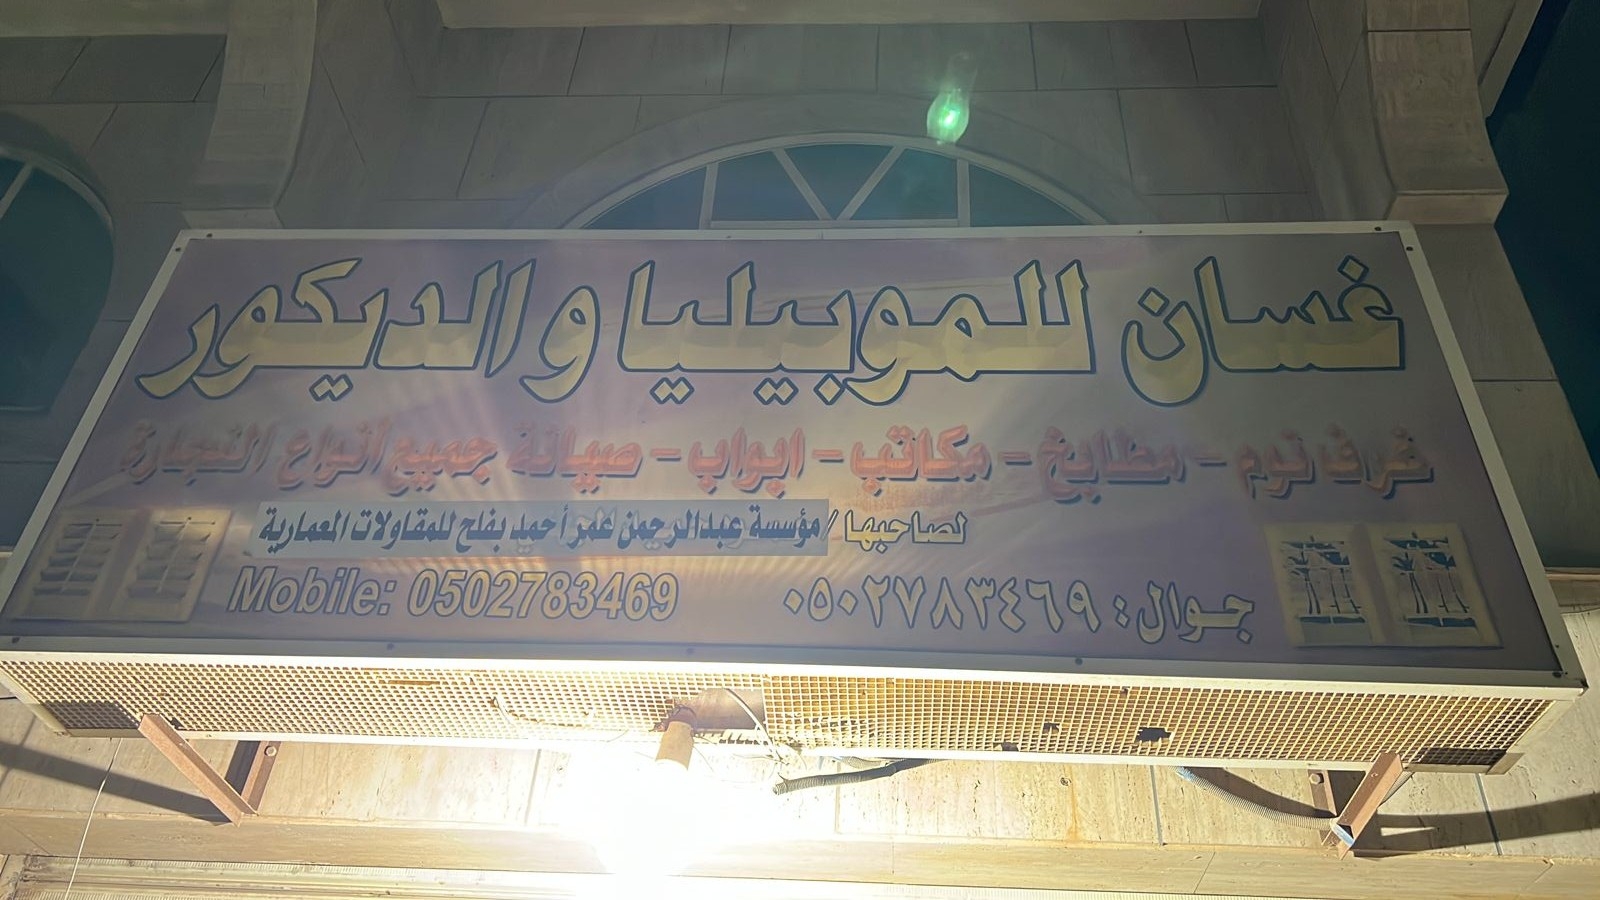 غسان للموبيليا والديكور
غرف نوم - مطابخ - مكاتب - ابواب - صيانة جميع أنواع النجارة
لصاحبها / مؤسسة عبدالرحمن عمر أحمد بفلح للمقاولات المعمارية
جوال: ٠٥٠٢٧٨٣٤٦٩ Mobile: 0502783469